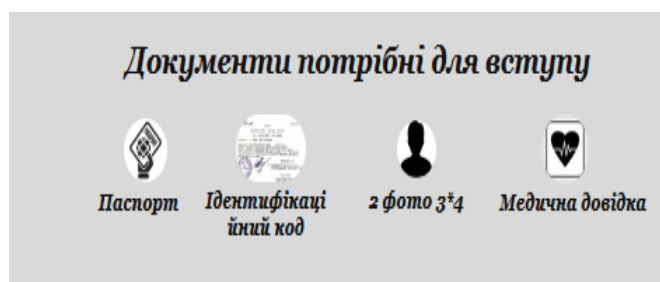 Документи потрібні для вступу
Паспорт
Ідентифікаці
йний код
2 фото 3*4
Медична довідка